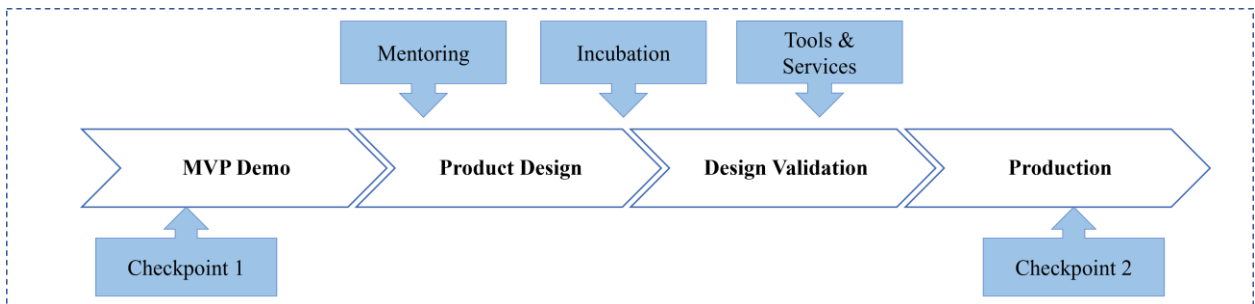 Mentoring
Incubation
Tools &
Services
MVP Demo
Product Design
Design Validation
Production
Checkpoint 1
Checkpoint 2